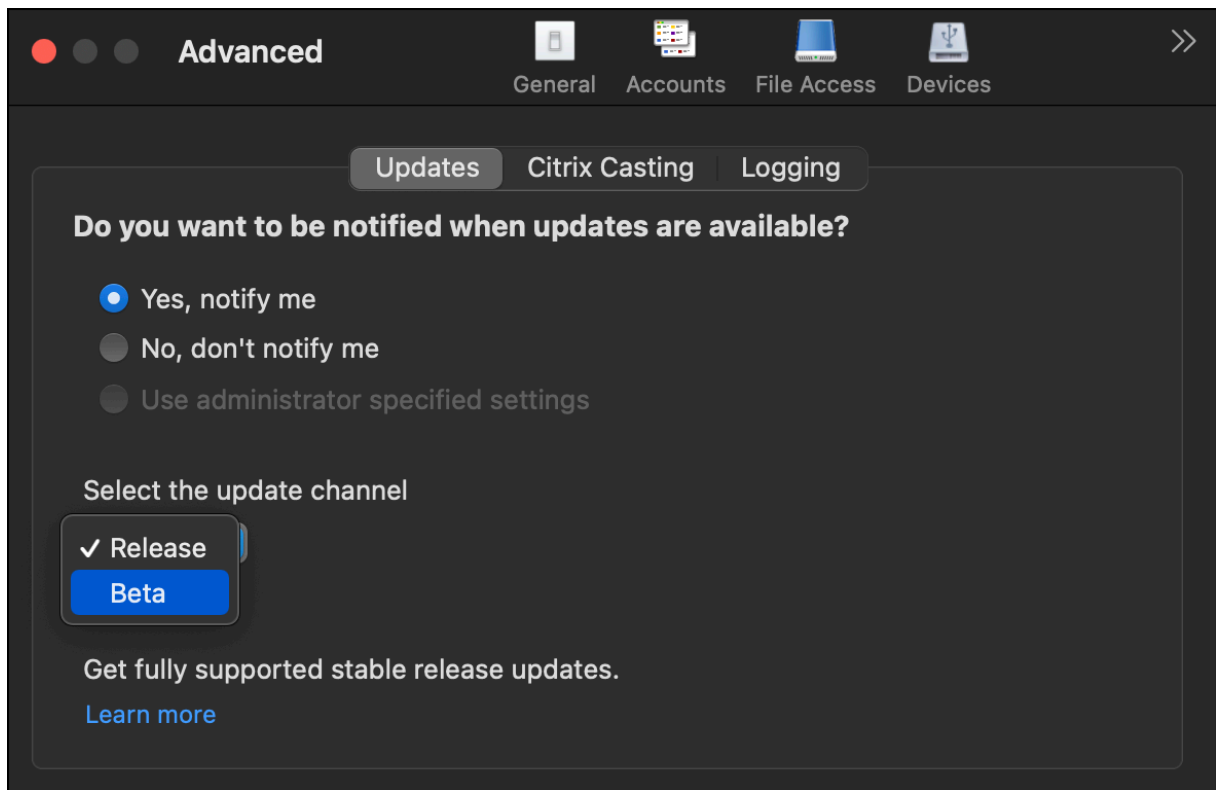 Advanced
General Accounts File Access Devices
Updates Citrix Casting Logging
Do you want to be notified when updates are available?
Yes, notify me
No, don't notify me
Use administrator specified settings
Select the update channel
✓ Release
Beta
Get fully supported stable release updates.
Learn more